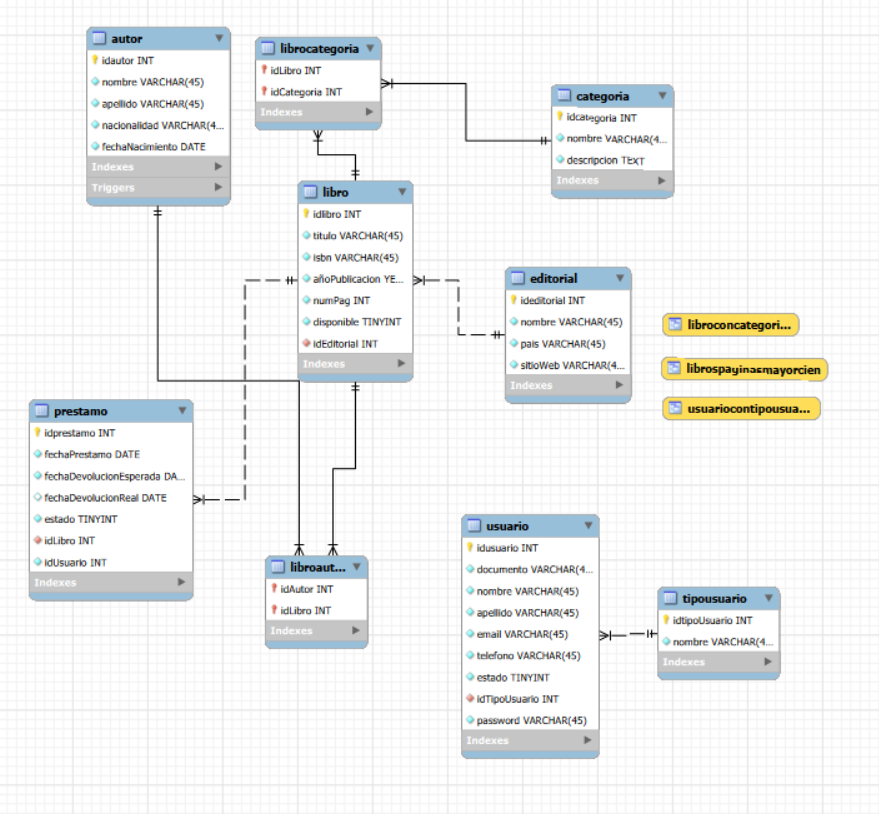 autor
idautor INT
nombre VARCHAR(45)
apellido VARCHAR(45)
nacionalidad VARCHAR(4...
fechaNacimiento DATE
Indexes
Triggers
librocategoria
idLibro INT
idCategoria INT
Indexes
categoria
idcategoria INT
nombre VARCHAR(4...
descripcion TEXT
Indexes
libro
idlibro INT
titulo VARCHAR(45)
isbn VARCHAR(45)
añoPublicacion YE...
numPag INT
disponible TINYINT
idEditorial INT
Indexes
editorial
ideditorial INT
nombre VARCHAR(45)
pais VARCHAR(45)
sitioWeb VARCHAR(4...
Indexes
libroconcategori...
librospaginasmayorcien
usuariocontipousua...
prestamo
idprestamo INT
fechaPrestamo DATE
fechaDevolucionEsperada DA...
fechaDevolucionReal DATE
estado TINYINT
idLibro INT
idUsuario INT
Indexes
libroaut...
idAutor INT
idLibro INT
Indexes
usuario
idusuario INT
documento VARCHAR(4...
nombre VARCHAR(45)
apellido VARCHAR(45)
email VARCHAR(45)
telefono VARCHAR(45)
estado TINYINT
idTipoUsuario INT
password VARCHAR(45)
Indexes
tipousuario
idtipoUsuario INT
nombre VARCHAR(4...
Indexes